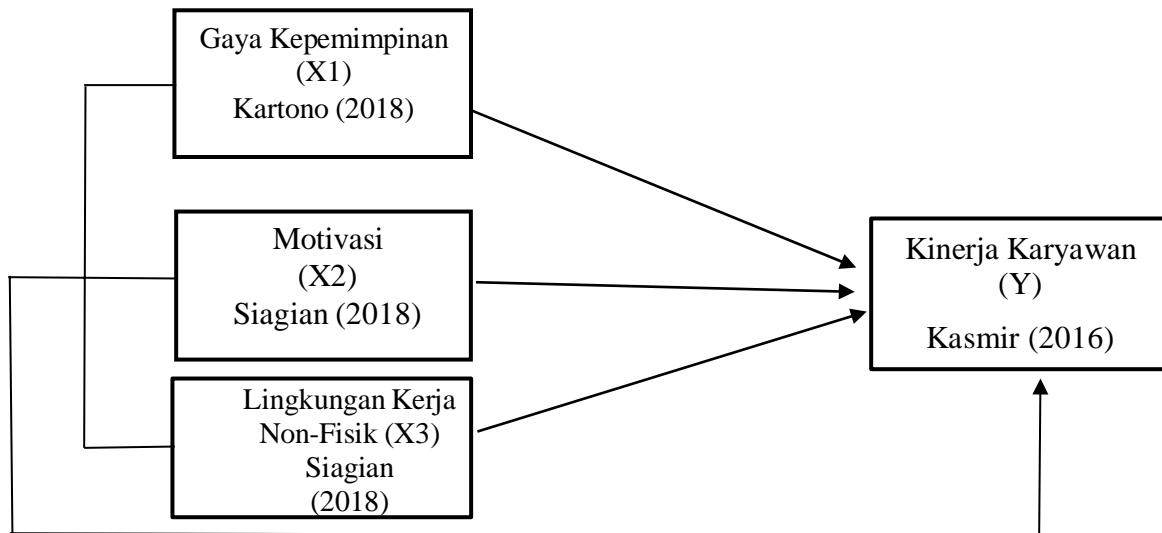 Gaya Kepemimpinan
(X1)
Kartono (2018)
Motivasi
(X2)
Siagian (2018)
Lingkungan Kerja
Non-Fisik (X3)
Siagian
(2018)
Kinerja Karyawan
(Y)
Kasmir (2016)